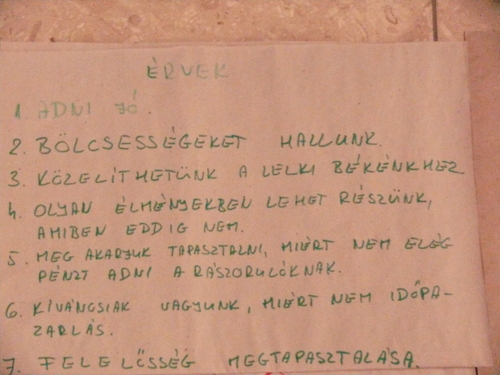 ÉRVEK
1. ADNI JÓ.
2. BÖLCSESSÉGEKET HALLUNK.
3. KÖZELÍTHETÜNK A LELKI BÉKÉNKHEZ
4. OLYAN ÉLMÉNYEKBEN LEHET RÉSZÜNK,
AMIBEN EDDIG NEM.
5. MEG AKARJUK TAPASZTALNI, MIÉRT NEM ELÉG
PÉNZT ADNI A RÁSZORULÓKNAK.
6. KÍVÁNCSIAK VAGYUNK, MIÉRT NEM IDŐPA-
ZARLÁS.
7. FELELŐSSÉG MEGTAPASZTALÁSA.